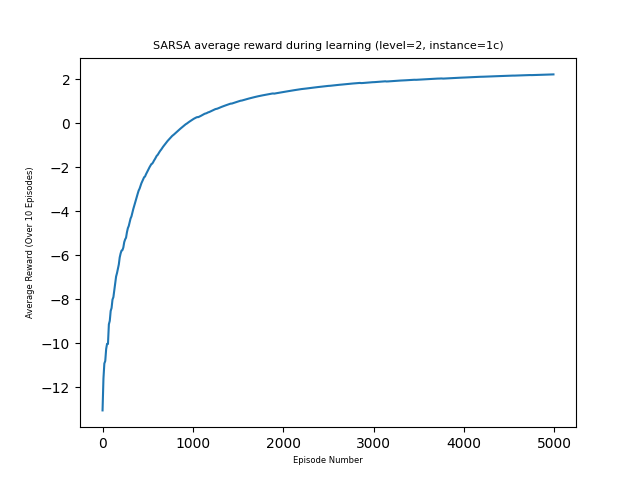 SARSA average reward during learning (level=2, instance=1c)
2
0
−2
−4
−6
−8
−10
−12
Average Reward (Over 10 Episodes)
0 1000 2000 3000 4000 5000
Episode Number